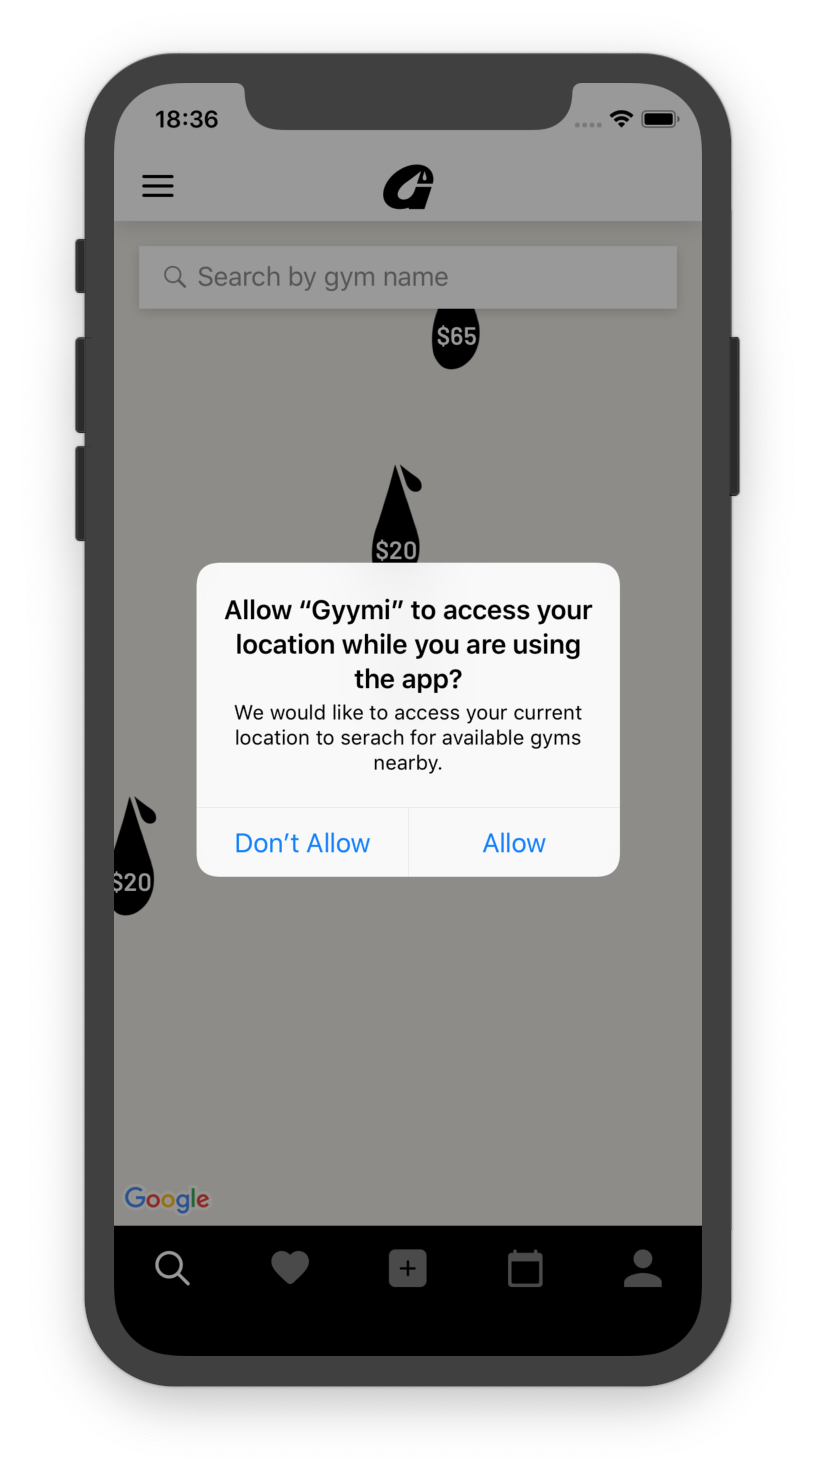 18:36
Search by gym name
$65
$20
Allow “Gyymi” to access your
location while you are using
the app?
We would like to access your current
location to serach for available gyms
nearby.
Don’t Allow
Allow
$20
Google